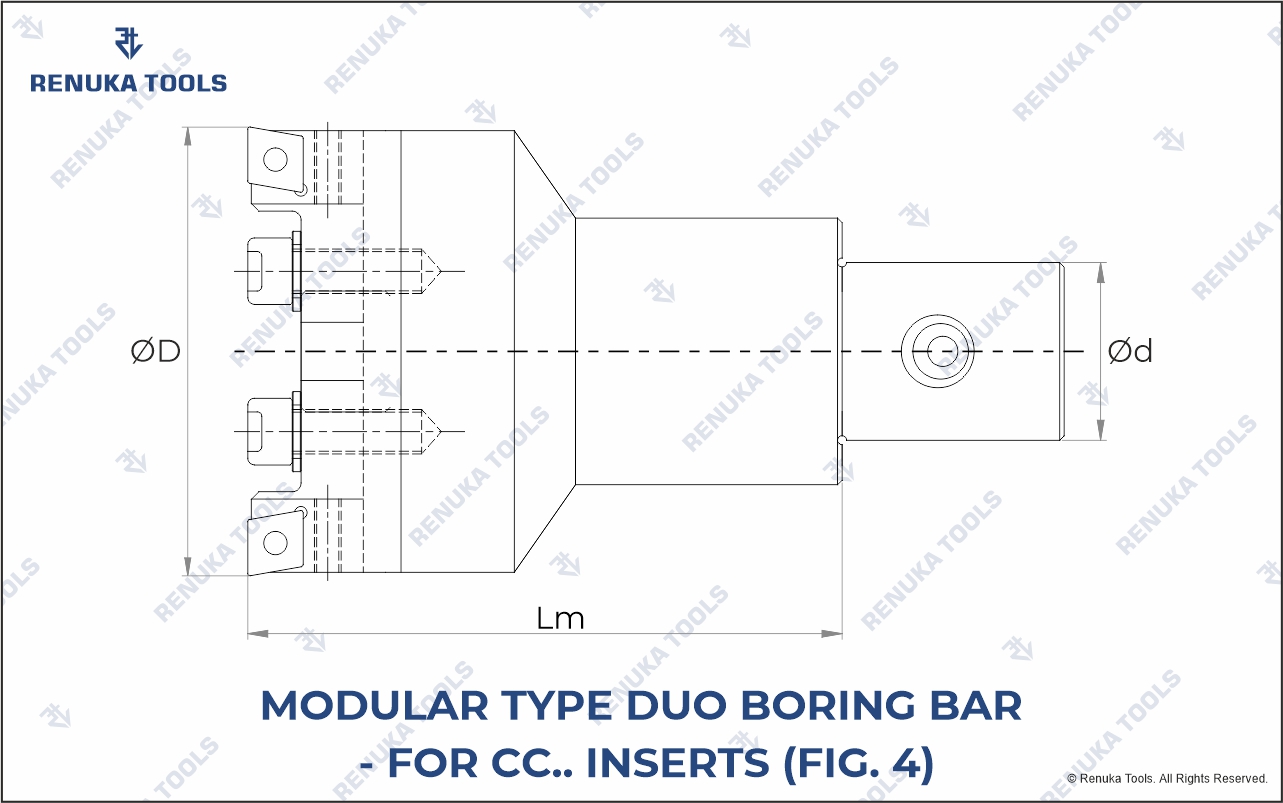 RENUKA TOOLS
ØD
Ød
Lm
MODULAR TYPE DUO BORING BAR
- FOR CC.. INSERTS (FIG. 4)
© Renuka Tools. All Rights Reserved.